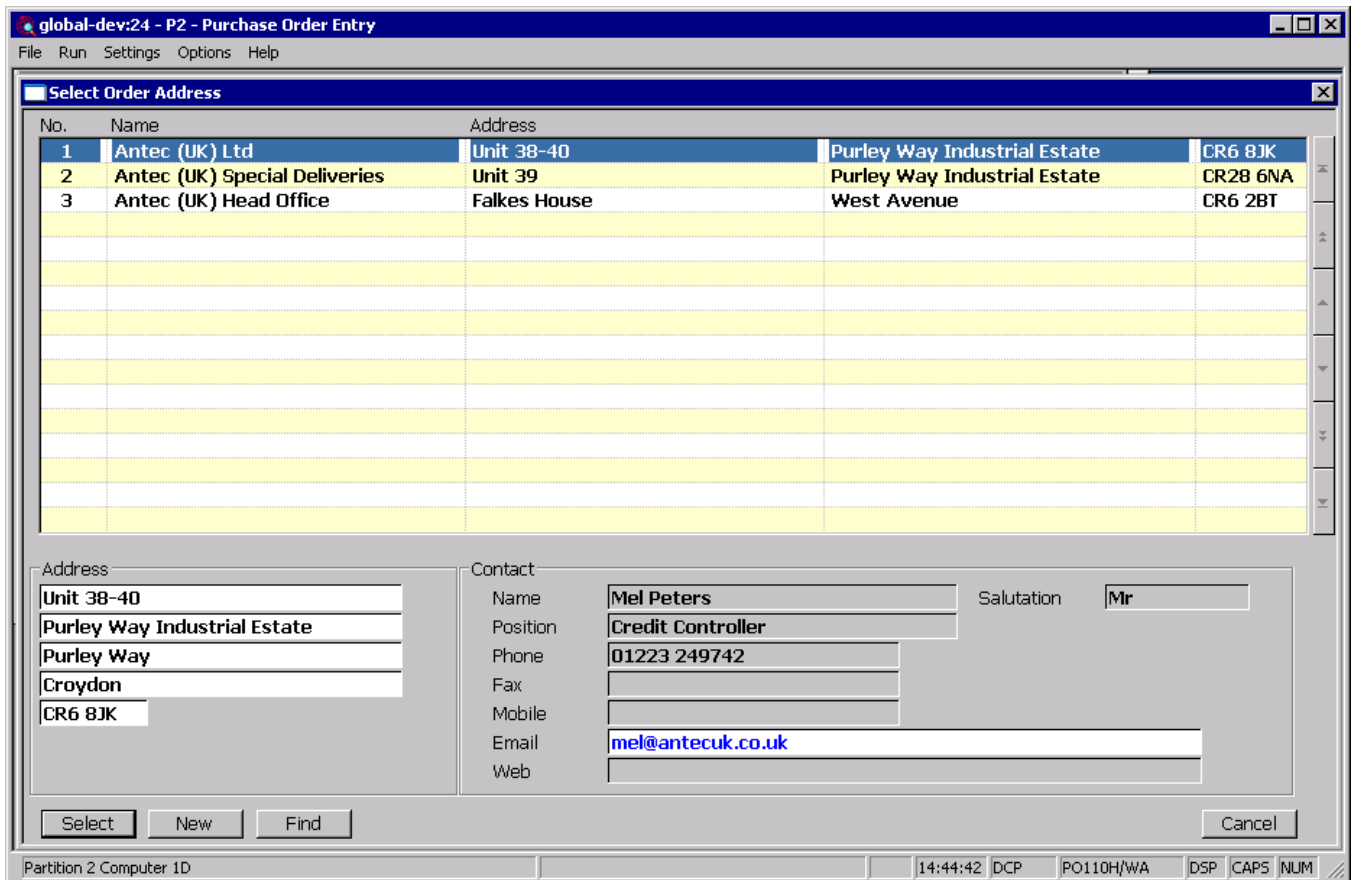 global-dev:24 - P2 - Purchase Order Entry
File Run Settings Options Help
Select Order Address
No. Name Address
1 Antec (UK) Ltd Unit 38-40 Purley Way Industrial Estate CR6 8JK
2 Antec (UK) Special Deliveries Unit 39 Purley Way Industrial Estate CR28 6NA
3 Antec (UK) Head Office Falkes House West Avenue CR6 2BT
Address
Unit 38-40
Purley Way Industrial Estate
Purley Way
Croydon
CR6 8JK
Contact
Name Mel Peters Salutation Mr
Position Credit Controller
Phone 01223 249742
Fax
Mobile
Email mel@antecuk.co.uk
Web
Select New Find Cancel
Partition 2 Computer 1D 14:44:42 DCP PO110H/WA DSP CAPS NUM